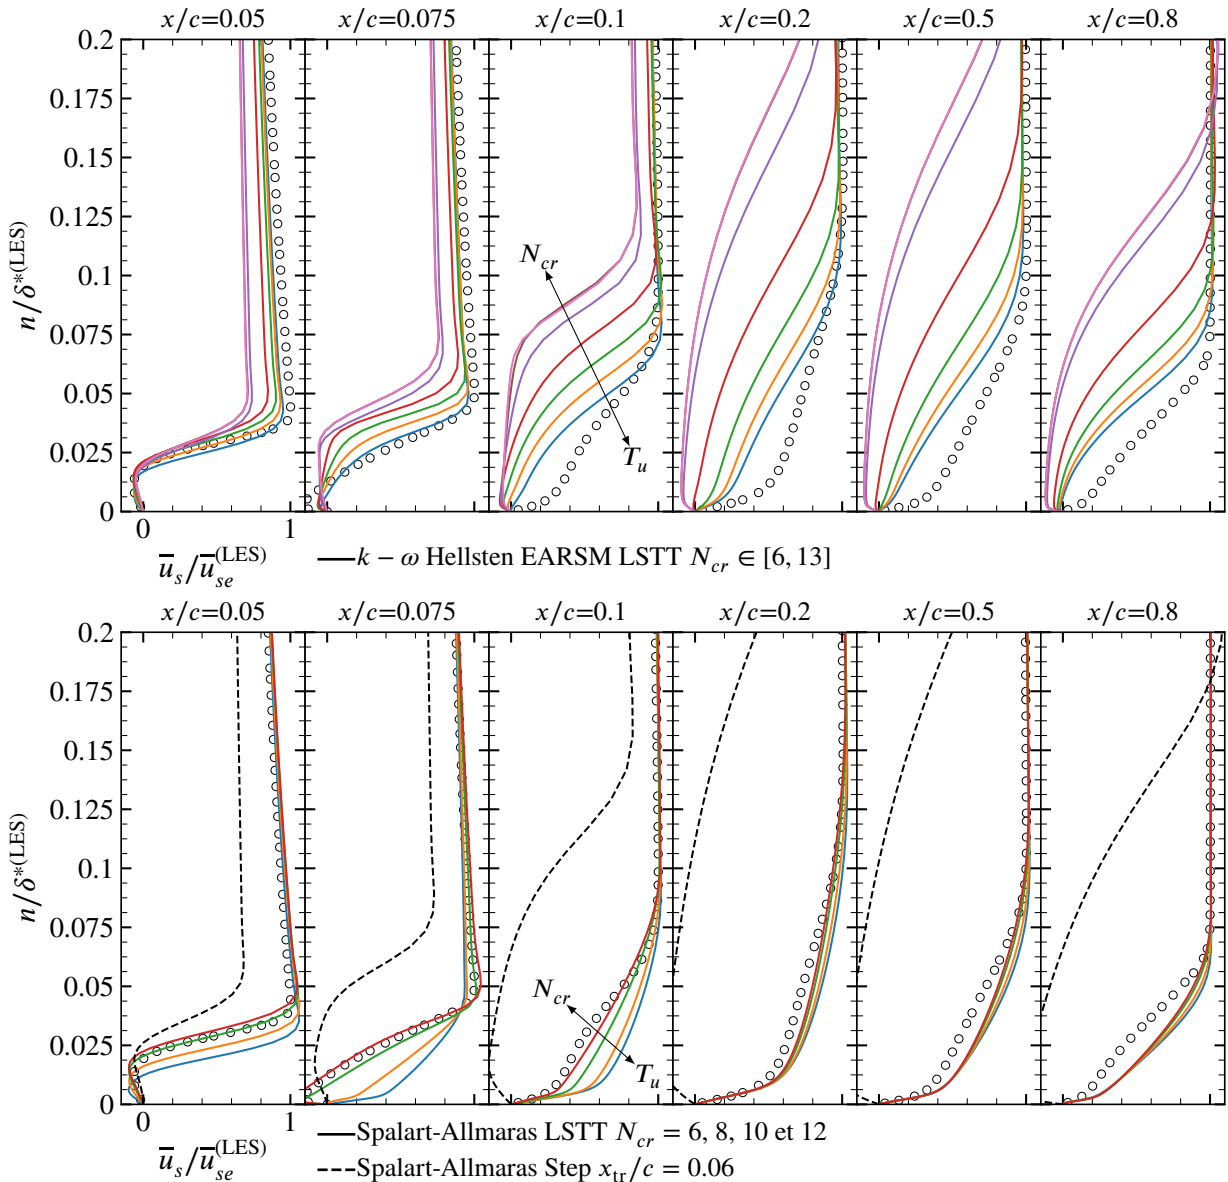 x/c=0.05 x/c=0.075 x/c=0.1 x/c=0.2 x/c=0.5 x/c=0.8
0.2
0.175
0.15
0.125
0.1
0.075
0.05
0.025
0
n/δ*(LES)
N_cr
T_u
0 1
u̅_s/u̅_se^(LES)
k − ω Hellsten EARSM LSTT N_cr ∈ [6, 13]
x/c=0.05 x/c=0.075 x/c=0.1 x/c=0.2 x/c=0.5 x/c=0.8
0.2
0.175
0.15
0.125
0.1
0.075
0.05
0.025
0
n/δ*(LES)
N_cr
T_u
0 1
u̅_s/u̅_se^(LES)
Spalart-Allmaras LSTT N_cr = 6, 8, 10 et 12
Spalart-Allmaras Step x_tr/c = 0.06